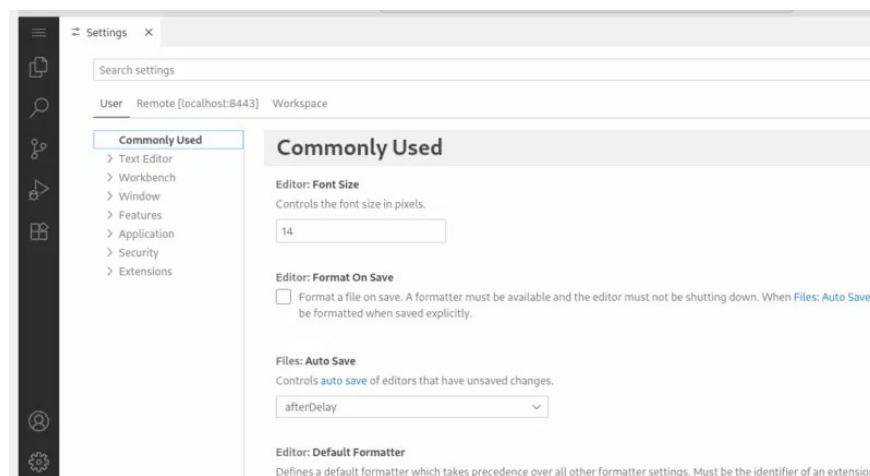 Settings
Search settings
User Remote [localhost:8443] Workspace
Commonly Used
Text Editor
Workbench
Window
Features
Application
Security
Extensions
Commonly Used
Editor: Font Size
Controls the font size in pixels.
14
Editor: Format On Save
Format a file on save. A formatter must be available and the editor must not be shutting down. When Files: Auto Save
be formatted when saved explicitly.
Files: Auto Save
Controls auto save of editors that have unsaved changes.
afterDelay
Editor: Default Formatter
Defines a default formatter which takes precedence over all other formatter settings. Must be the identifier of an extension